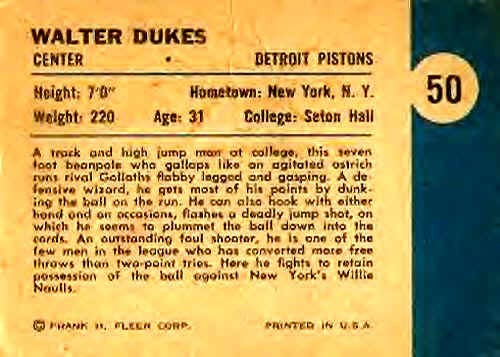 WALTER DUKES
CENTER • DETROIT PISTONS
50
Height: 7'0" Hometown: New York, N. Y.
Weight: 220 Age: 31 College: Seton Hall
A track and high jump man at college, this seven
foot beanpole who gallops like an agitated ostrich
runs rival Goliaths flabby legged and gasping. A de-
fensive wizard, he gets most of his points by dunk-
ing the ball on the run. He can also hook with either
hand and on occasions, flashes a deadly jump shot, on
which he seems to plummet the ball down into the
cords. An outstanding foul shooter, he is one of the
few men in the league who has converted more free
throws than two-point tries. Here he fights to retain
possession of the ball against New York's Willie
Naulls.
© FRANK H. FLEER CORP. PRINTED IN U.S.A.